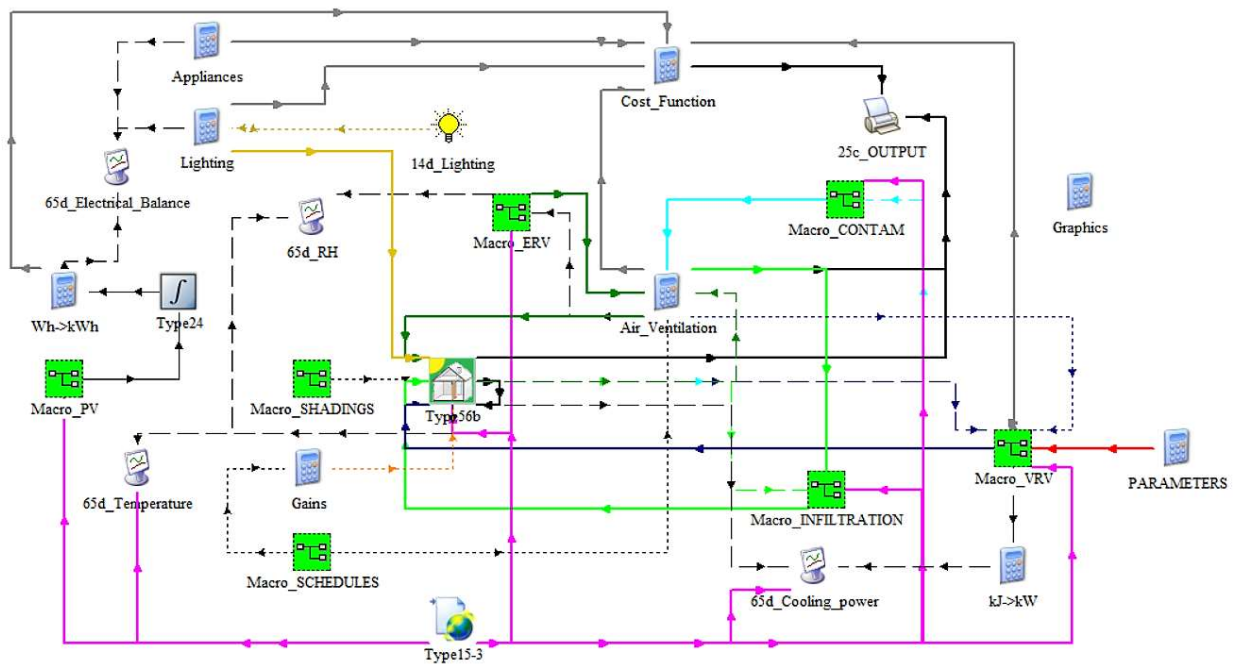 Appliances
Cost_Function
Lighting
14d_Lighting
25c_OUTPUT
65d_Electrical_Balance
65d_RH
Macro_ERV
Macro_CONTAM
Graphics
Wh->kWh
Type24
Air_Ventilation
Macro_PV
Macro_SHADINGS
Type56b
65d_Temperature
Gains
Macro_VRV
PARAMETERS
Macro_INFILTRATION
Macro_SCHEDULES
65d_Cooling_power
kJ->kW
Type15-3